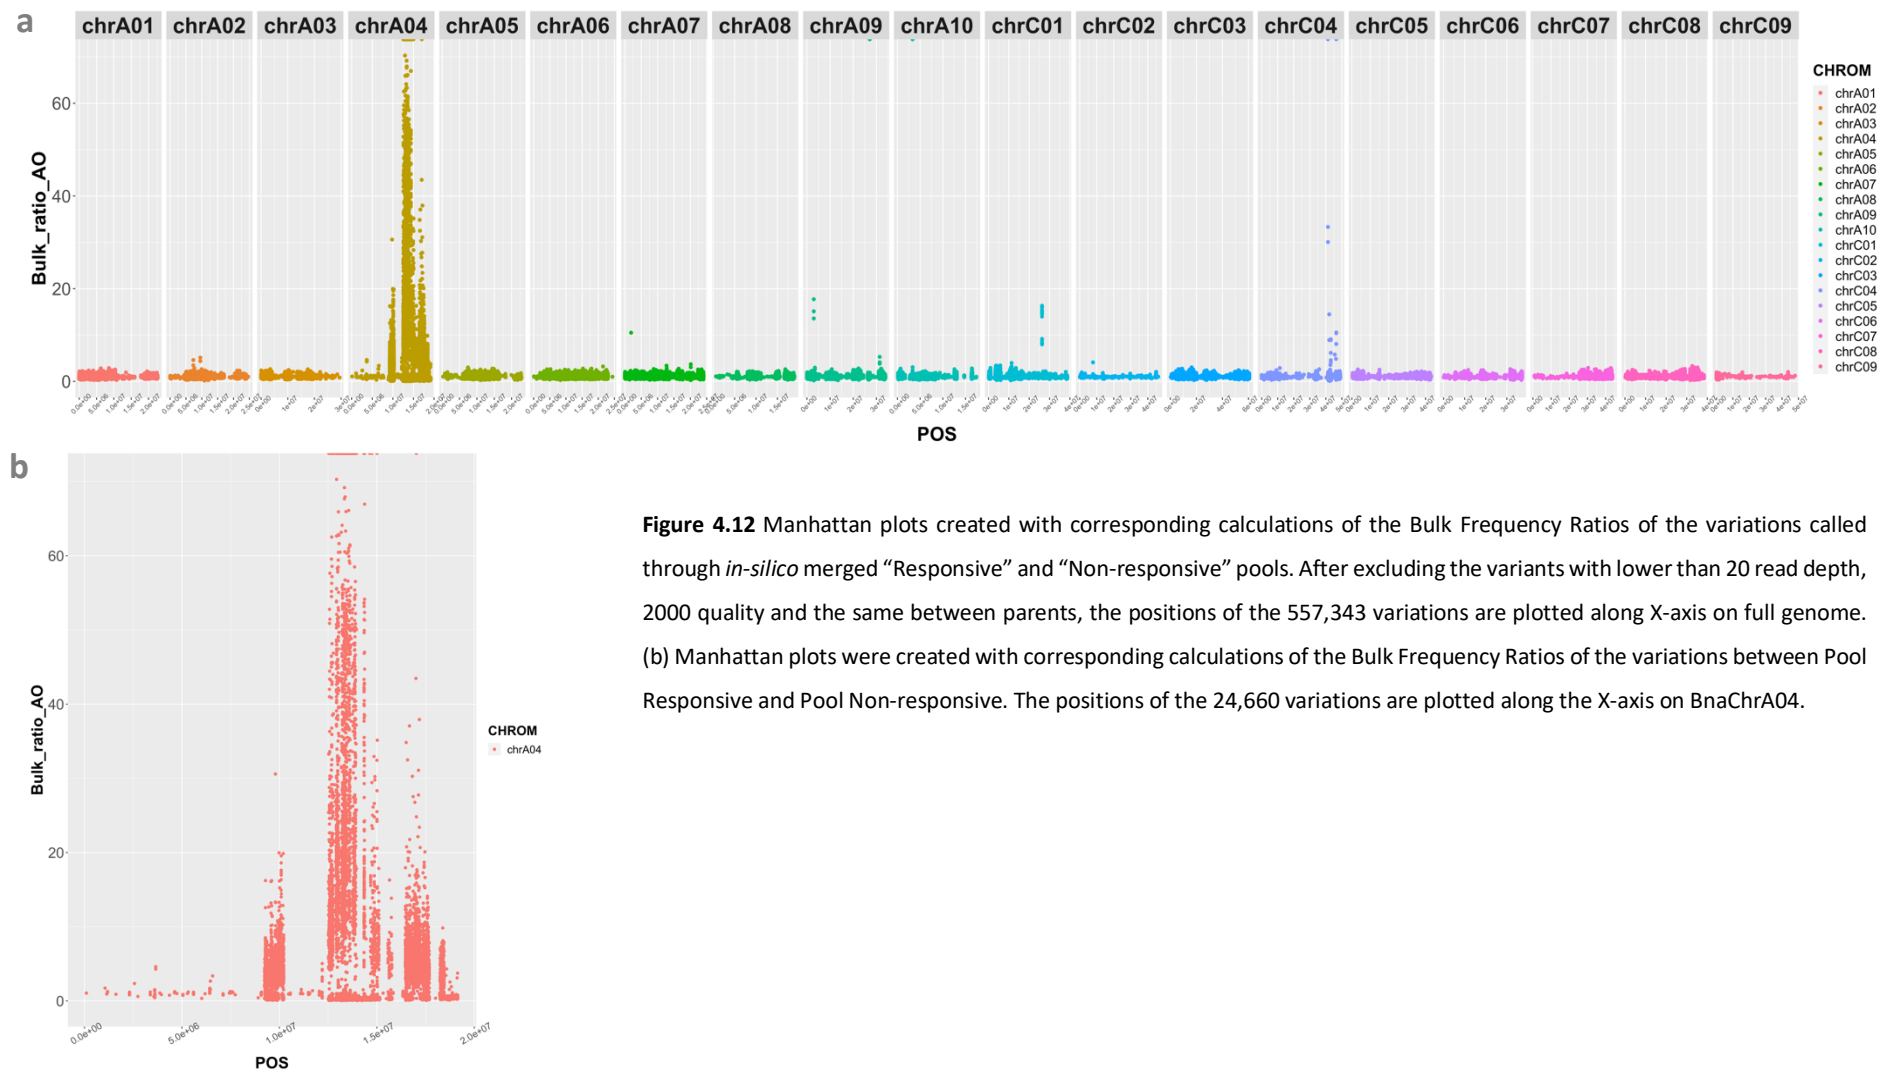 a
chrA01 chrA02 chrA03 chrA04 chrA05 chrA06 chrA07 chrA08 chrA09 chrA10 chrC01 chrC02 chrC03 chrC04 chrC05 chrC06 chrC07 chrC08 chrC09
Bulk_ratio_AO
60
40
20
0
POS
CHROM
chrA01
chrA02
chrA03
chrA04
chrA05
chrA06
chrA07
chrA08
chrA09
chrA10
chrC01
chrC02
chrC03
chrC04
chrC05
chrC06
chrC07
chrC08
chrC09
b
Bulk_ratio_AO
60
40
20
0
0.0e+00 5.0e+06 1.0e+07 1.5e+07 2.0e+07
POS
CHROM
chrA04
Figure 4.12 Manhattan plots created with corresponding calculations of the Bulk Frequency Ratios of the variations called
through in-silico merged “Responsive” and “Non-responsive” pools. After excluding the variants with lower than 20 read depth,
2000 quality and the same between parents, the positions of the 557,343 variations are plotted along X-axis on full genome.
(b) Manhattan plots were created with corresponding calculations of the Bulk Frequency Ratios of the variations between Pool
Responsive and Pool Non-responsive. The positions of the 24,660 variations are plotted along the X-axis on BnaChrA04.